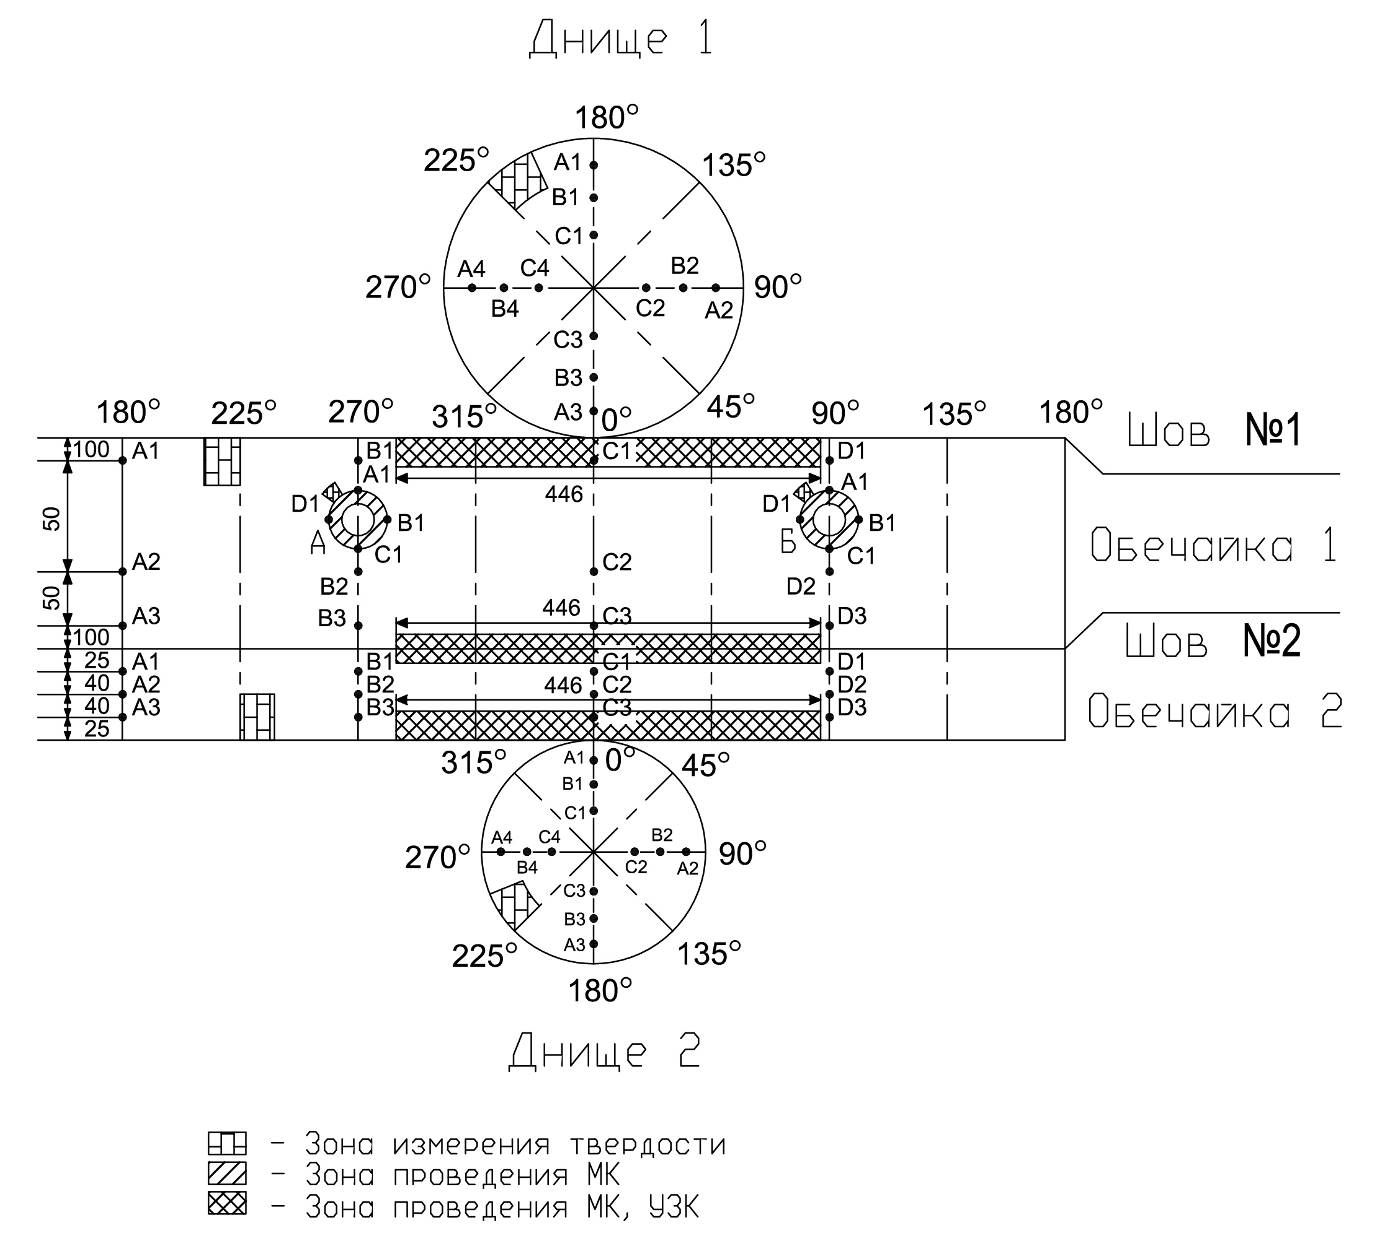 Днище 1
180°
225°
135°
A1
B1
C1
A4
C4
B2
270°
90°
B4
C2
A2
C3
B3
A3
180°
225°
270°
315°
0°
45°
90°
135°
180°
Шов №1
100
A1
B1
C1
D1
A1
A1
446
D1
D1
50
B1
B1
А
Б
C1
C1
Обечайка 1
A2
C2
B2
D2
50
446
A3
B3
C3
D3
100
Шов №2
25
A1
B1
C1
D1
40
A2
B2
446
C2
D2
40
A3
B3
C3
D3
Обечайка 2
25
315°
A1
0°
45°
B1
C1
A4
C4
B2
270°
90°
B4
C2
A2
C3
B3
A3
225°
135°
180°
Днище 2
- Зона измерения твердости
- Зона проведения МК
- Зона проведения МК, УЗК